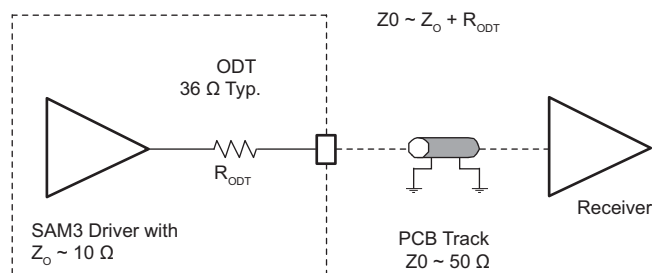 Z0 ~ Z_O + R_ODT
ODT
36 Ω Typ.
R_ODT
Receiver
SAM3 Driver with
Z_O ~ 10 Ω
PCB Track
Z0 ~ 50 Ω